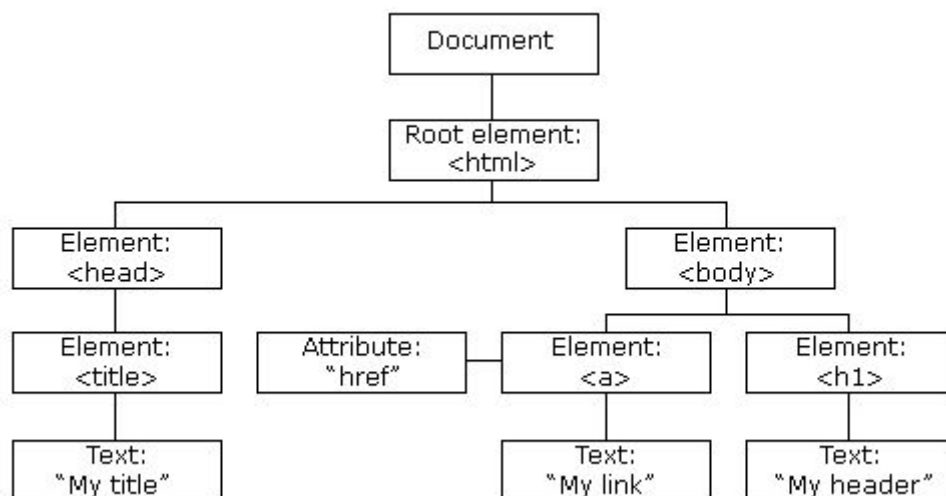 Document
Root element:
<html>
Element:
<head>
Element:
<body>
Element:
<title>
Attribute:
“href”
Element:
<a>
Element:
<h1>
Text:
“My title”
Text:
“My link”
Text:
“My header”